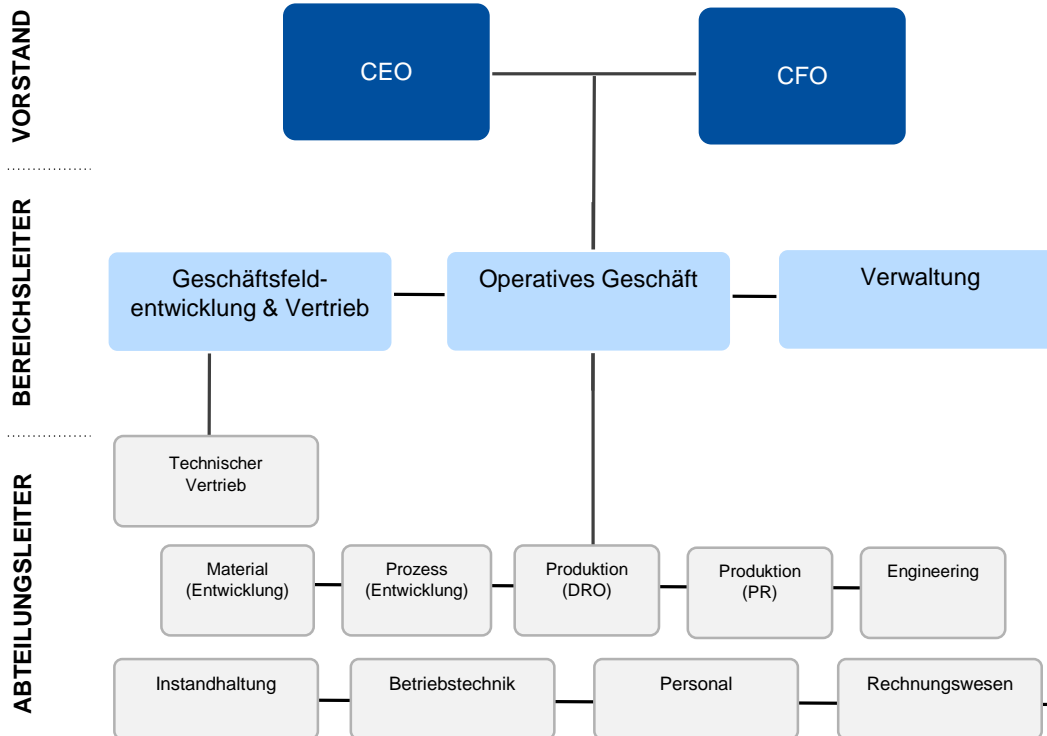 VORSTAND
CEO
CFO
BEREICHSLEITER
Geschäftsfeld-
entwicklung & Vertrieb
Operatives Geschäft
Verwaltung
ABTEILUNGSLEITER
Technischer
Vertrieb
Material
(Entwicklung)
Prozess
(Entwicklung)
Produktion
(DRO)
Produktion
(PR)
Engineering
Instandhaltung
Betriebstechnik
Personal
Rechnungswesen